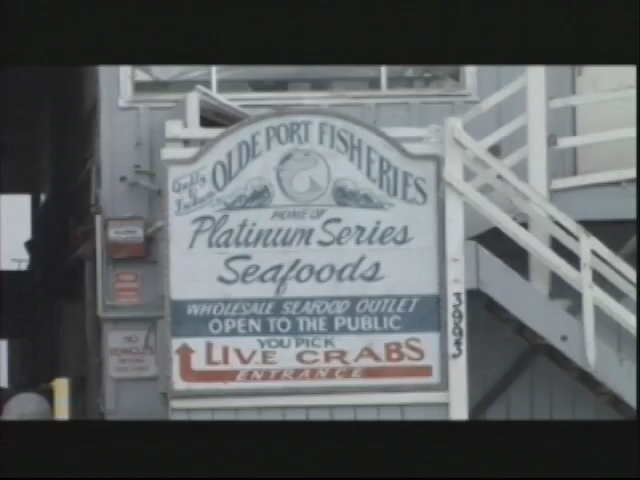 OLDE PORT FISHERIES
HOME OF
Platinum Series
Seafoods
WHOLESALE SEAFOOD OUTLET
OPEN TO THE PUBLIC
YOU PICK
LIVE CRABS
ENTRANCE
NO
VEHICLES